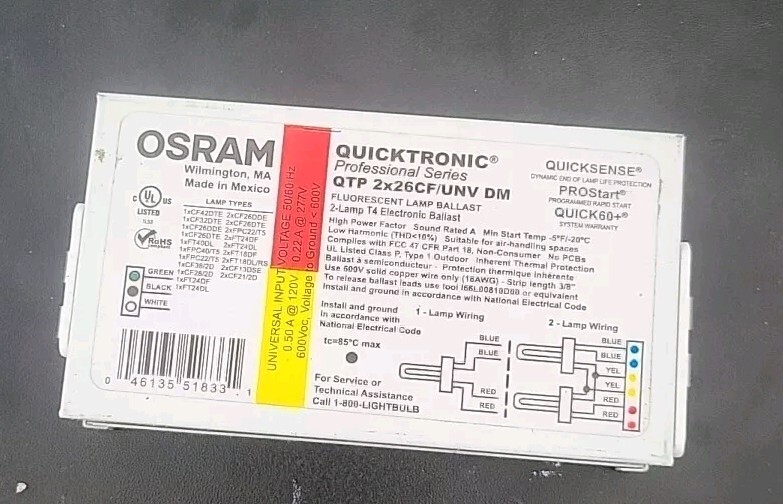 OSRAM
Wilmington, MA
Made in Mexico
c UL us
LISTED
RoHS
LAMP TYPES
1xCF42DTE 2xCF26DDE
1xCF32DTE 2xCF26DTE
1xCF26DDE 2xFPC22/T5
1xCF26DTE 2xFT24DF
1xFT40DL 2xFT24DL
1xFPC40/T5 2xFT18DF
1xFPC22/T5 2xFT18DL/RS
1xCF38/2D 2xCF13DSE
1xCF28/2D 2xCF21/2D
1xFT24DF
1xFT24DL
GREEN
BLACK
WHITE
0 46135 51833 1
UNIVERSAL INPUT VOLTAGE 50/60 Hz
0.50 A @ 120V 0.22 A @ 277V
600Voc, Voltage to Ground < 600V
QUICKTRONIC®
Professional Series
QTP 2x26CF/UNV DM
FLUORESCENT LAMP BALLAST
2-Lamp T4 Electronic Ballast
QUICKSENSE®
DYNAMIC END OF LAMP LIFE PROTECTION
PROStart®
PROGRAMMED RAPID START
QUICK60+®
SYSTEM WARRANTY
High Power Factor Sound Rated A Min Start Temp -5°F/-20°C
Low Harmonic (THD<10%) Suitable for air-handling spaces
Complies with FCC 47 CFR Part 18, Non-Consumer No PCBs
UL Listed Class P, Type 1 Outdoor Inherent Thermal Protection
Ballast à semiconducteur - Protection thermique inhérente
Use 600V solid copper wire only (18AWG) - Strip length 3/8"
To release ballast leads use tool IS6L00810D00 or equivalent
Install and ground in accordance with National Electrical Code
Install and ground
in accordance with
National Electrical Code
tc=85°C max
For Service or
Technical Assistance
Call 1-800-LIGHTBULB
1 - Lamp Wiring
BLUE
BLUE
RED
RED
2 - Lamp Wiring
BLUE
BLUE
YEL
YEL
RED
RED